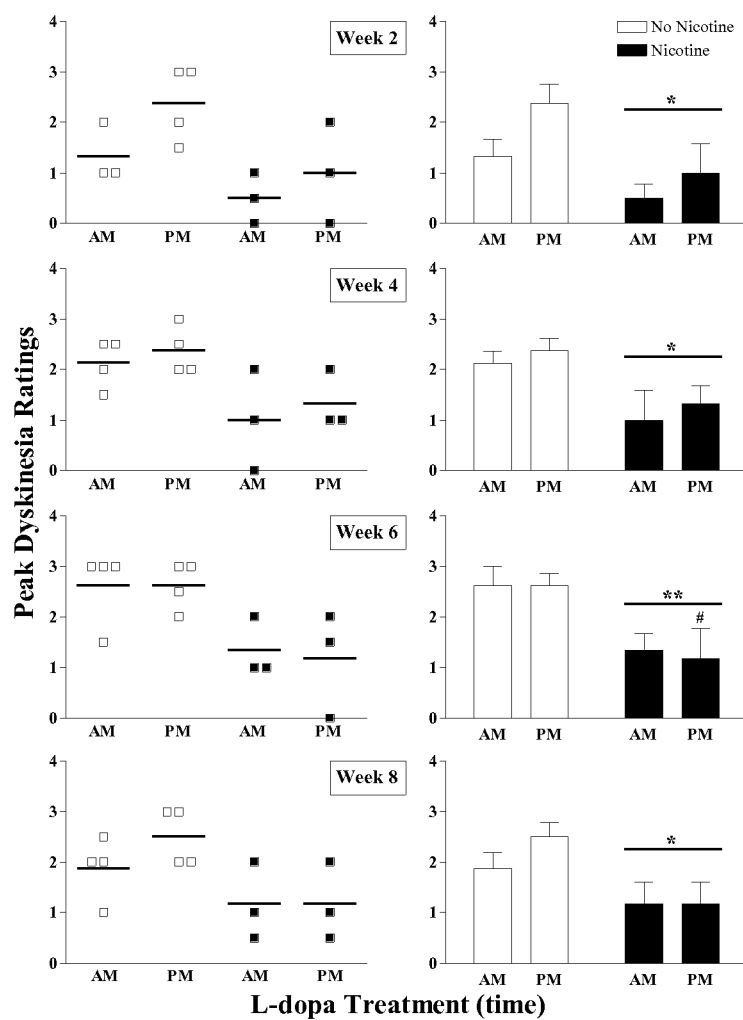 Peak Dyskinesia Ratings
4
3
2
1
0
Week 2
AM PM AM PM
4
3
2
1
0
No Nicotine
Nicotine
*
AM PM AM PM
4
3
2
1
0
Week 4
AM PM AM PM
4
3
2
1
0
*
AM PM AM PM
4
3
2
1
0
Week 6
AM PM AM PM
4
3
2
1
0
**
#
AM PM AM PM
4
3
2
1
0
Week 8
AM PM AM PM
4
3
2
1
0
*
AM PM AM PM
L-dopa Treatment (time)